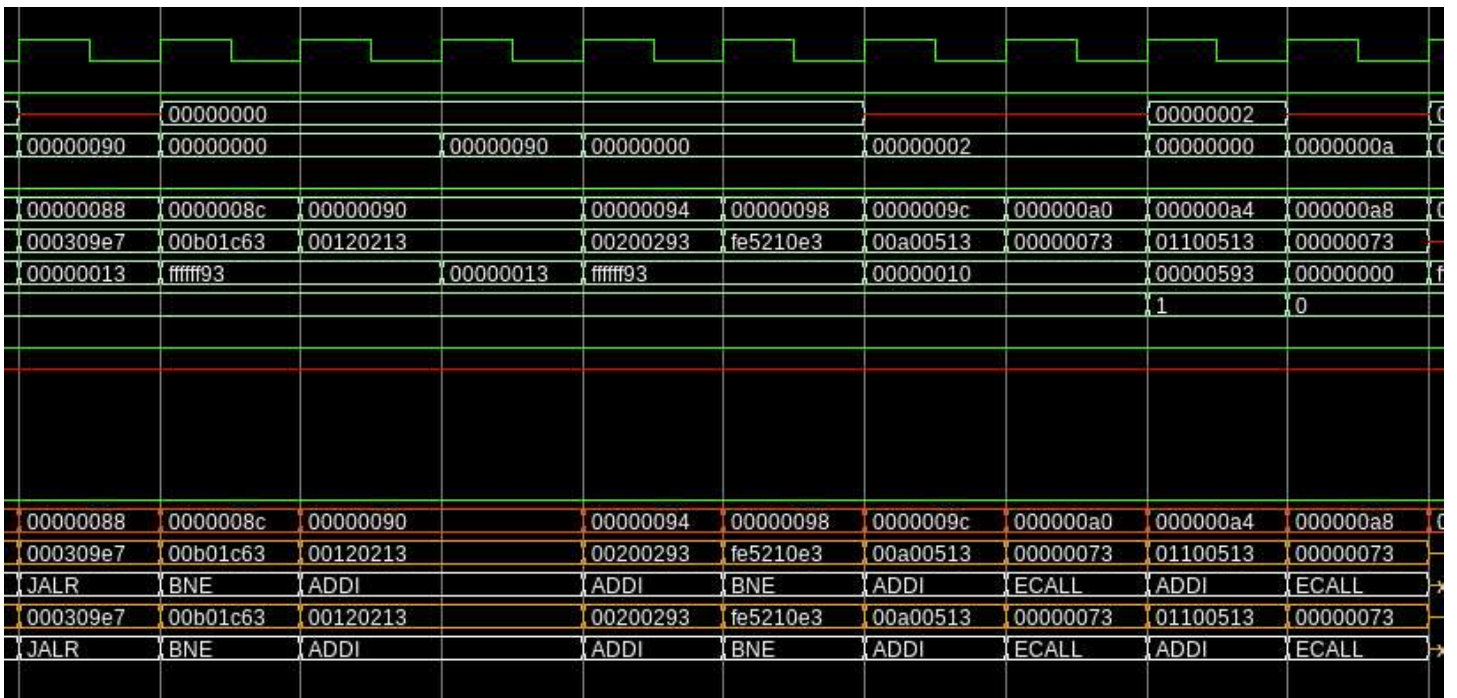 00000000 00000002
00000090 00000000 00000090 00000000 00000002 00000000 0000000a
00000088 0000008c 00000090 00000094 00000098 0000009c 000000a0 000000a4 000000a8
000309e7 00b01c63 00120213 00200293 fe5210e3 00a00513 00000073 01100513 00000073
00000013 ffffff93 00000013 ffffff93 00000010 00000593 00000000
1 0
00000088 0000008c 00000090 00000094 00000098 0000009c 000000a0 000000a4 000000a8
000309e7 00b01c63 00120213 00200293 fe5210e3 00a00513 00000073 01100513 00000073
JALR BNE ADDI ADDI BNE ADDI ECALL ADDI ECALL
000309e7 00b01c63 00120213 00200293 fe5210e3 00a00513 00000073 01100513 00000073
JALR BNE ADDI ADDI BNE ADDI ECALL ADDI ECALL